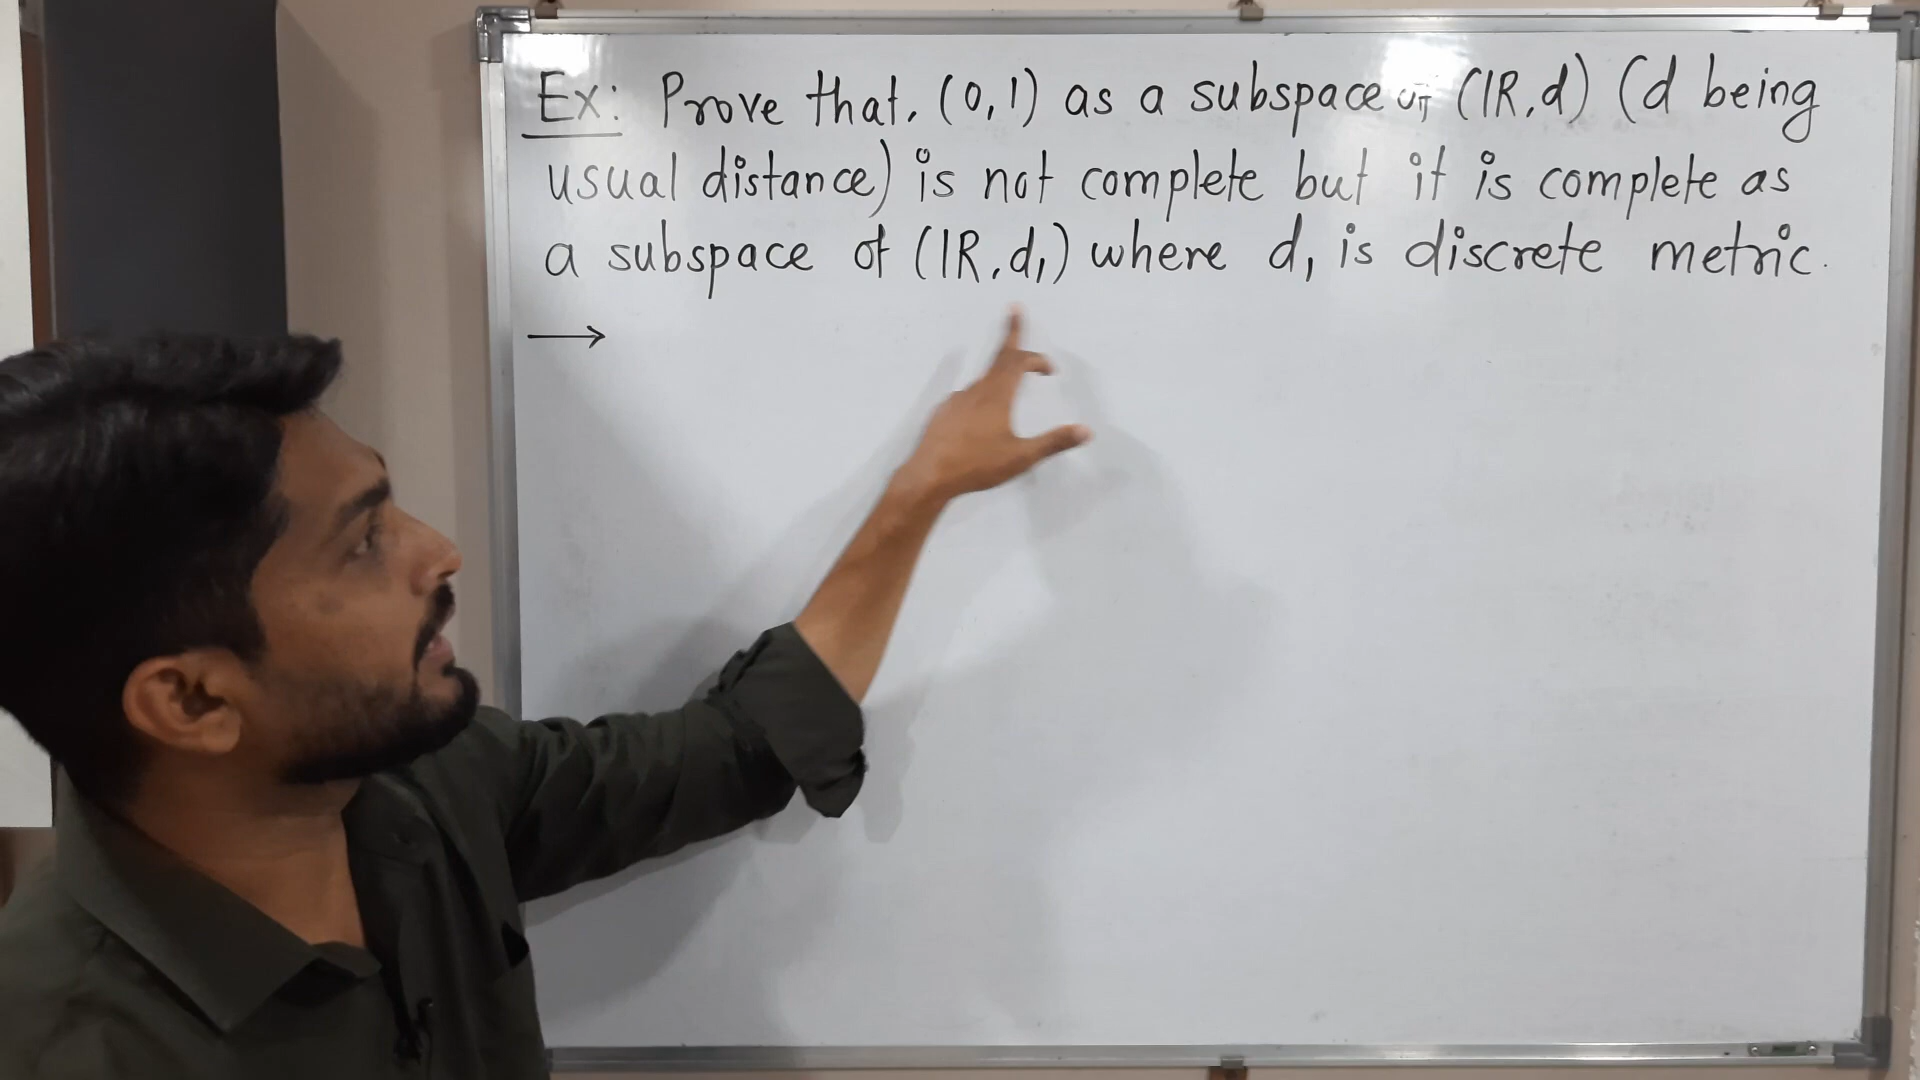 Ex: Prove that, (0,1) as a subspace of (IR,d) (d being
usual distance) is not complete but it is complete as
a subspace of (IR,d₁) where d₁ is discrete metric.
→